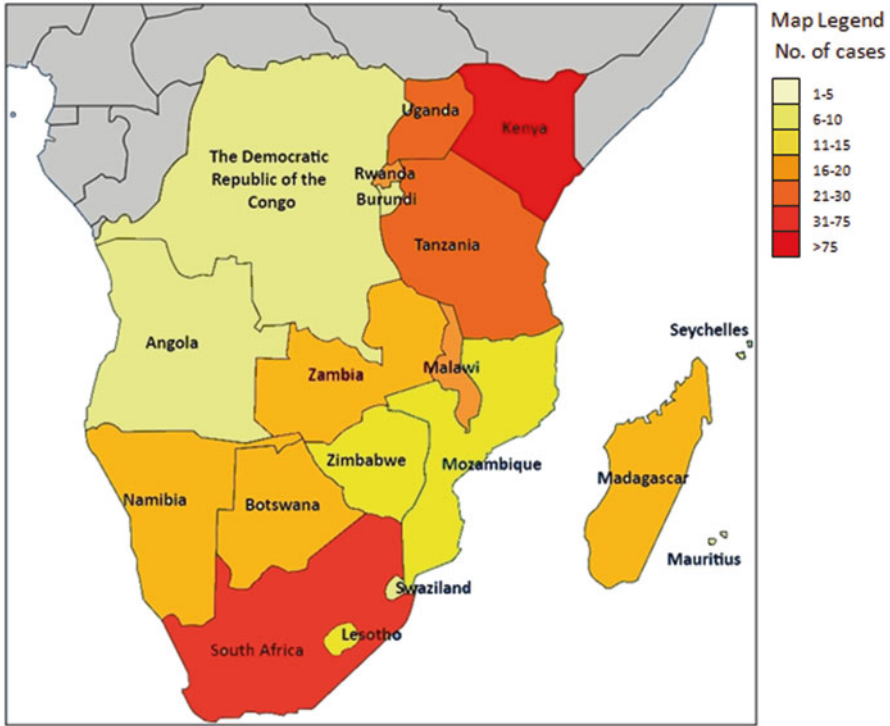 Map Legend
No. of cases
1-5
6-10
11-15
16-20
21-30
31-75
>75
Uganda
Kenya
The Democratic
Republic of the
Congo
Rwanda
Burundi
Tanzania
Angola
Seychelles
Zambia
Malawi
Zimbabwe
Mozambique
Madagascar
Namibia
Botswana
Mauritius
Swaziland
Lesotho
South Africa